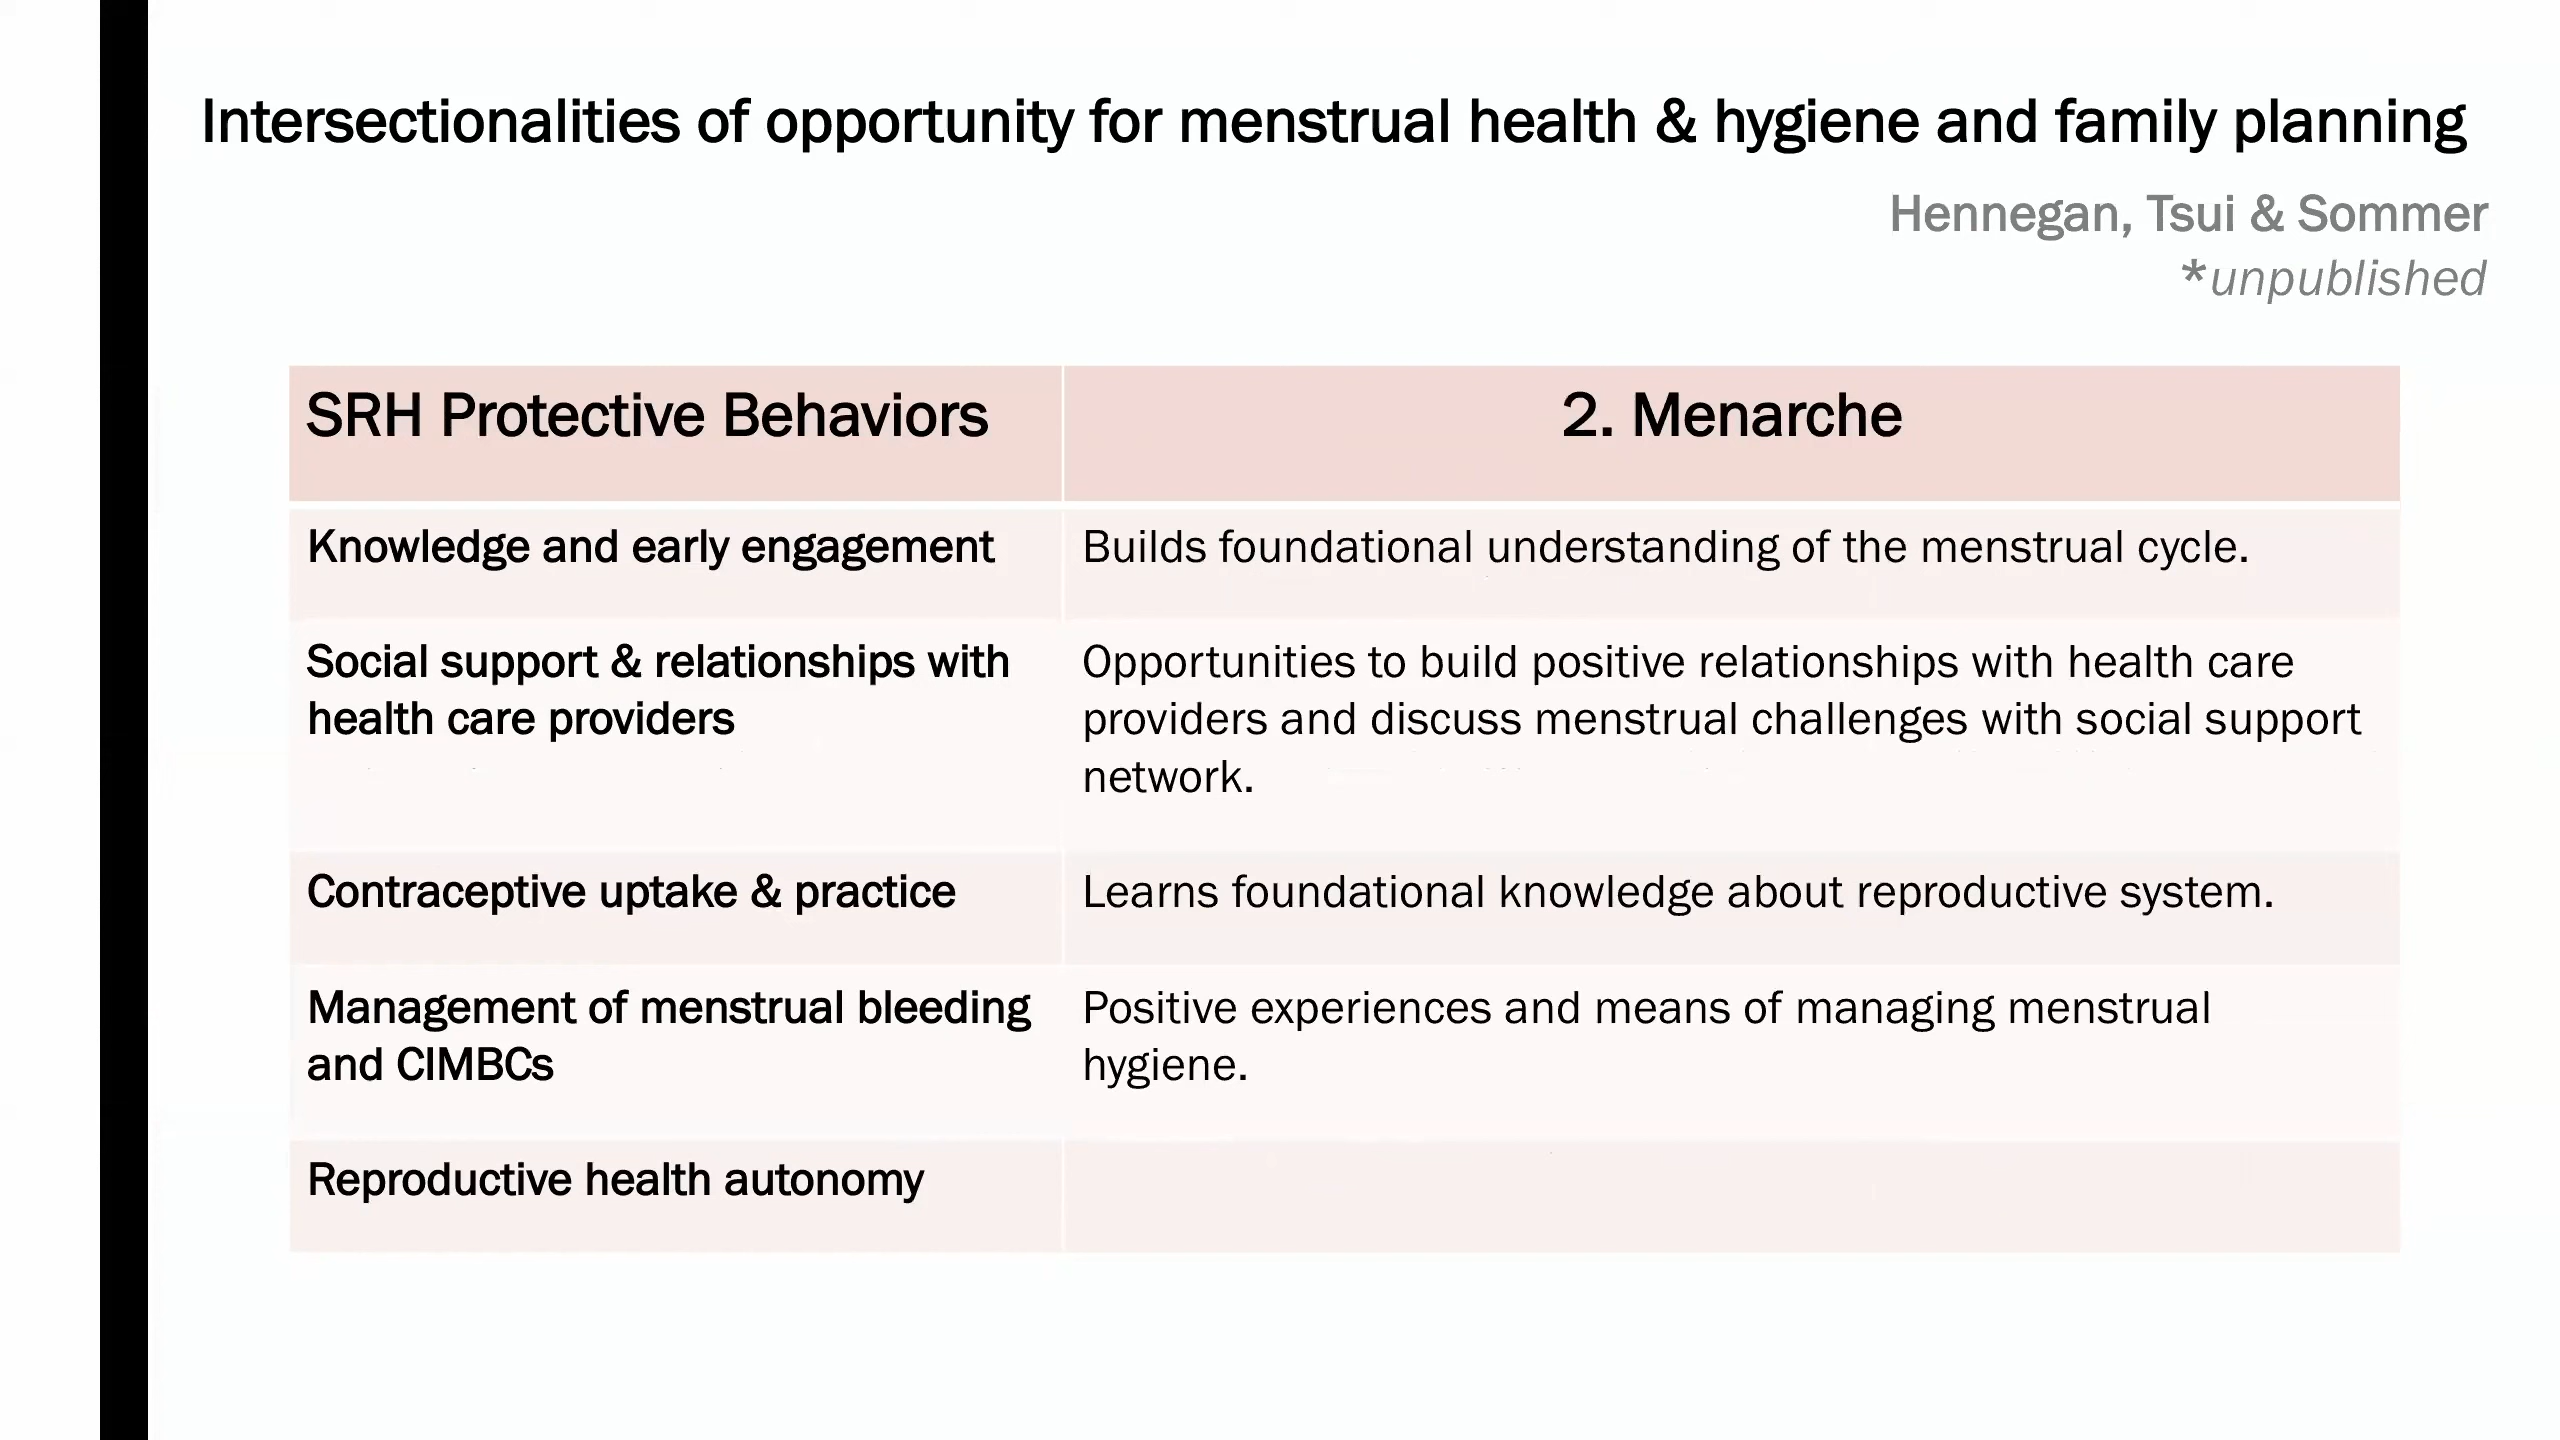 Intersectionalities of opportunity for menstrual health & hygiene and family planning
Hennegan, Tsui & Sommer
*unpublished
SRH Protective Behaviors
2. Menarche
Knowledge and early engagement
Builds foundational understanding of the menstrual cycle.
Social support & relationships with
health care providers
Opportunities to build positive relationships with health care
providers and discuss menstrual challenges with social support
network.
Contraceptive uptake & practice
Learns foundational knowledge about reproductive system.
Management of menstrual bleeding
and CIMBCs
Positive experiences and means of managing menstrual
hygiene.
Reproductive health autonomy